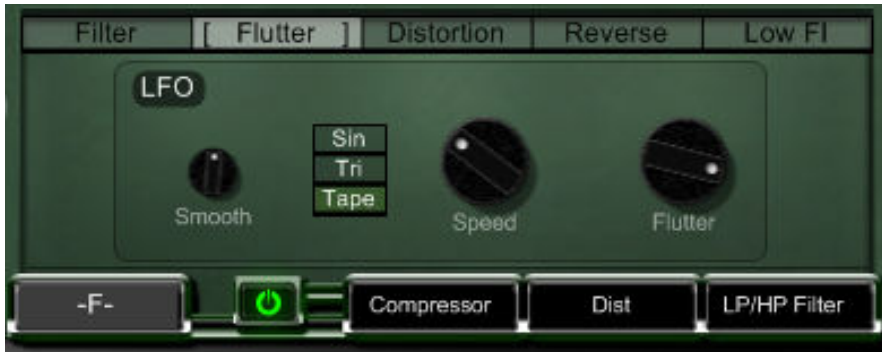 Filter [ Flutter ] Distortion Reverse Low FI
LFO
Sin
Tri
Tape
Smooth Speed Flutter
-F- Compressor Dist LP/HP Filter